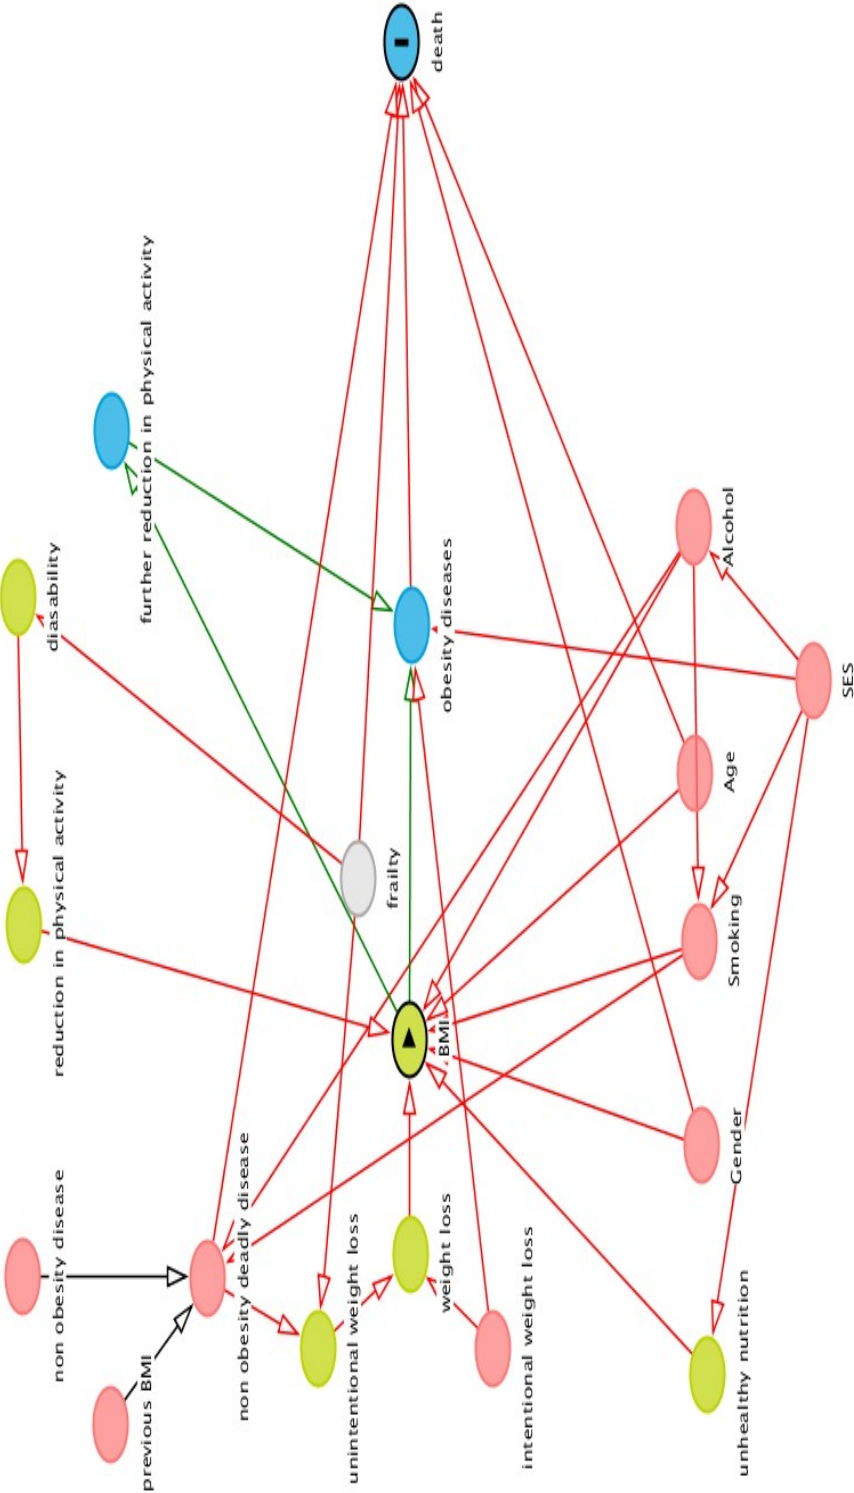 death
further reduction in physical activity
diasability
obesity diseases
Alcohol
SES
Age
reduction in physical activity
frailty
Smoking
BMI
Gender
non obesity disease
non obesity deadly disease
unintentional weight loss
weight loss
intentional weight loss
unhealthy nutrition
previous BMI